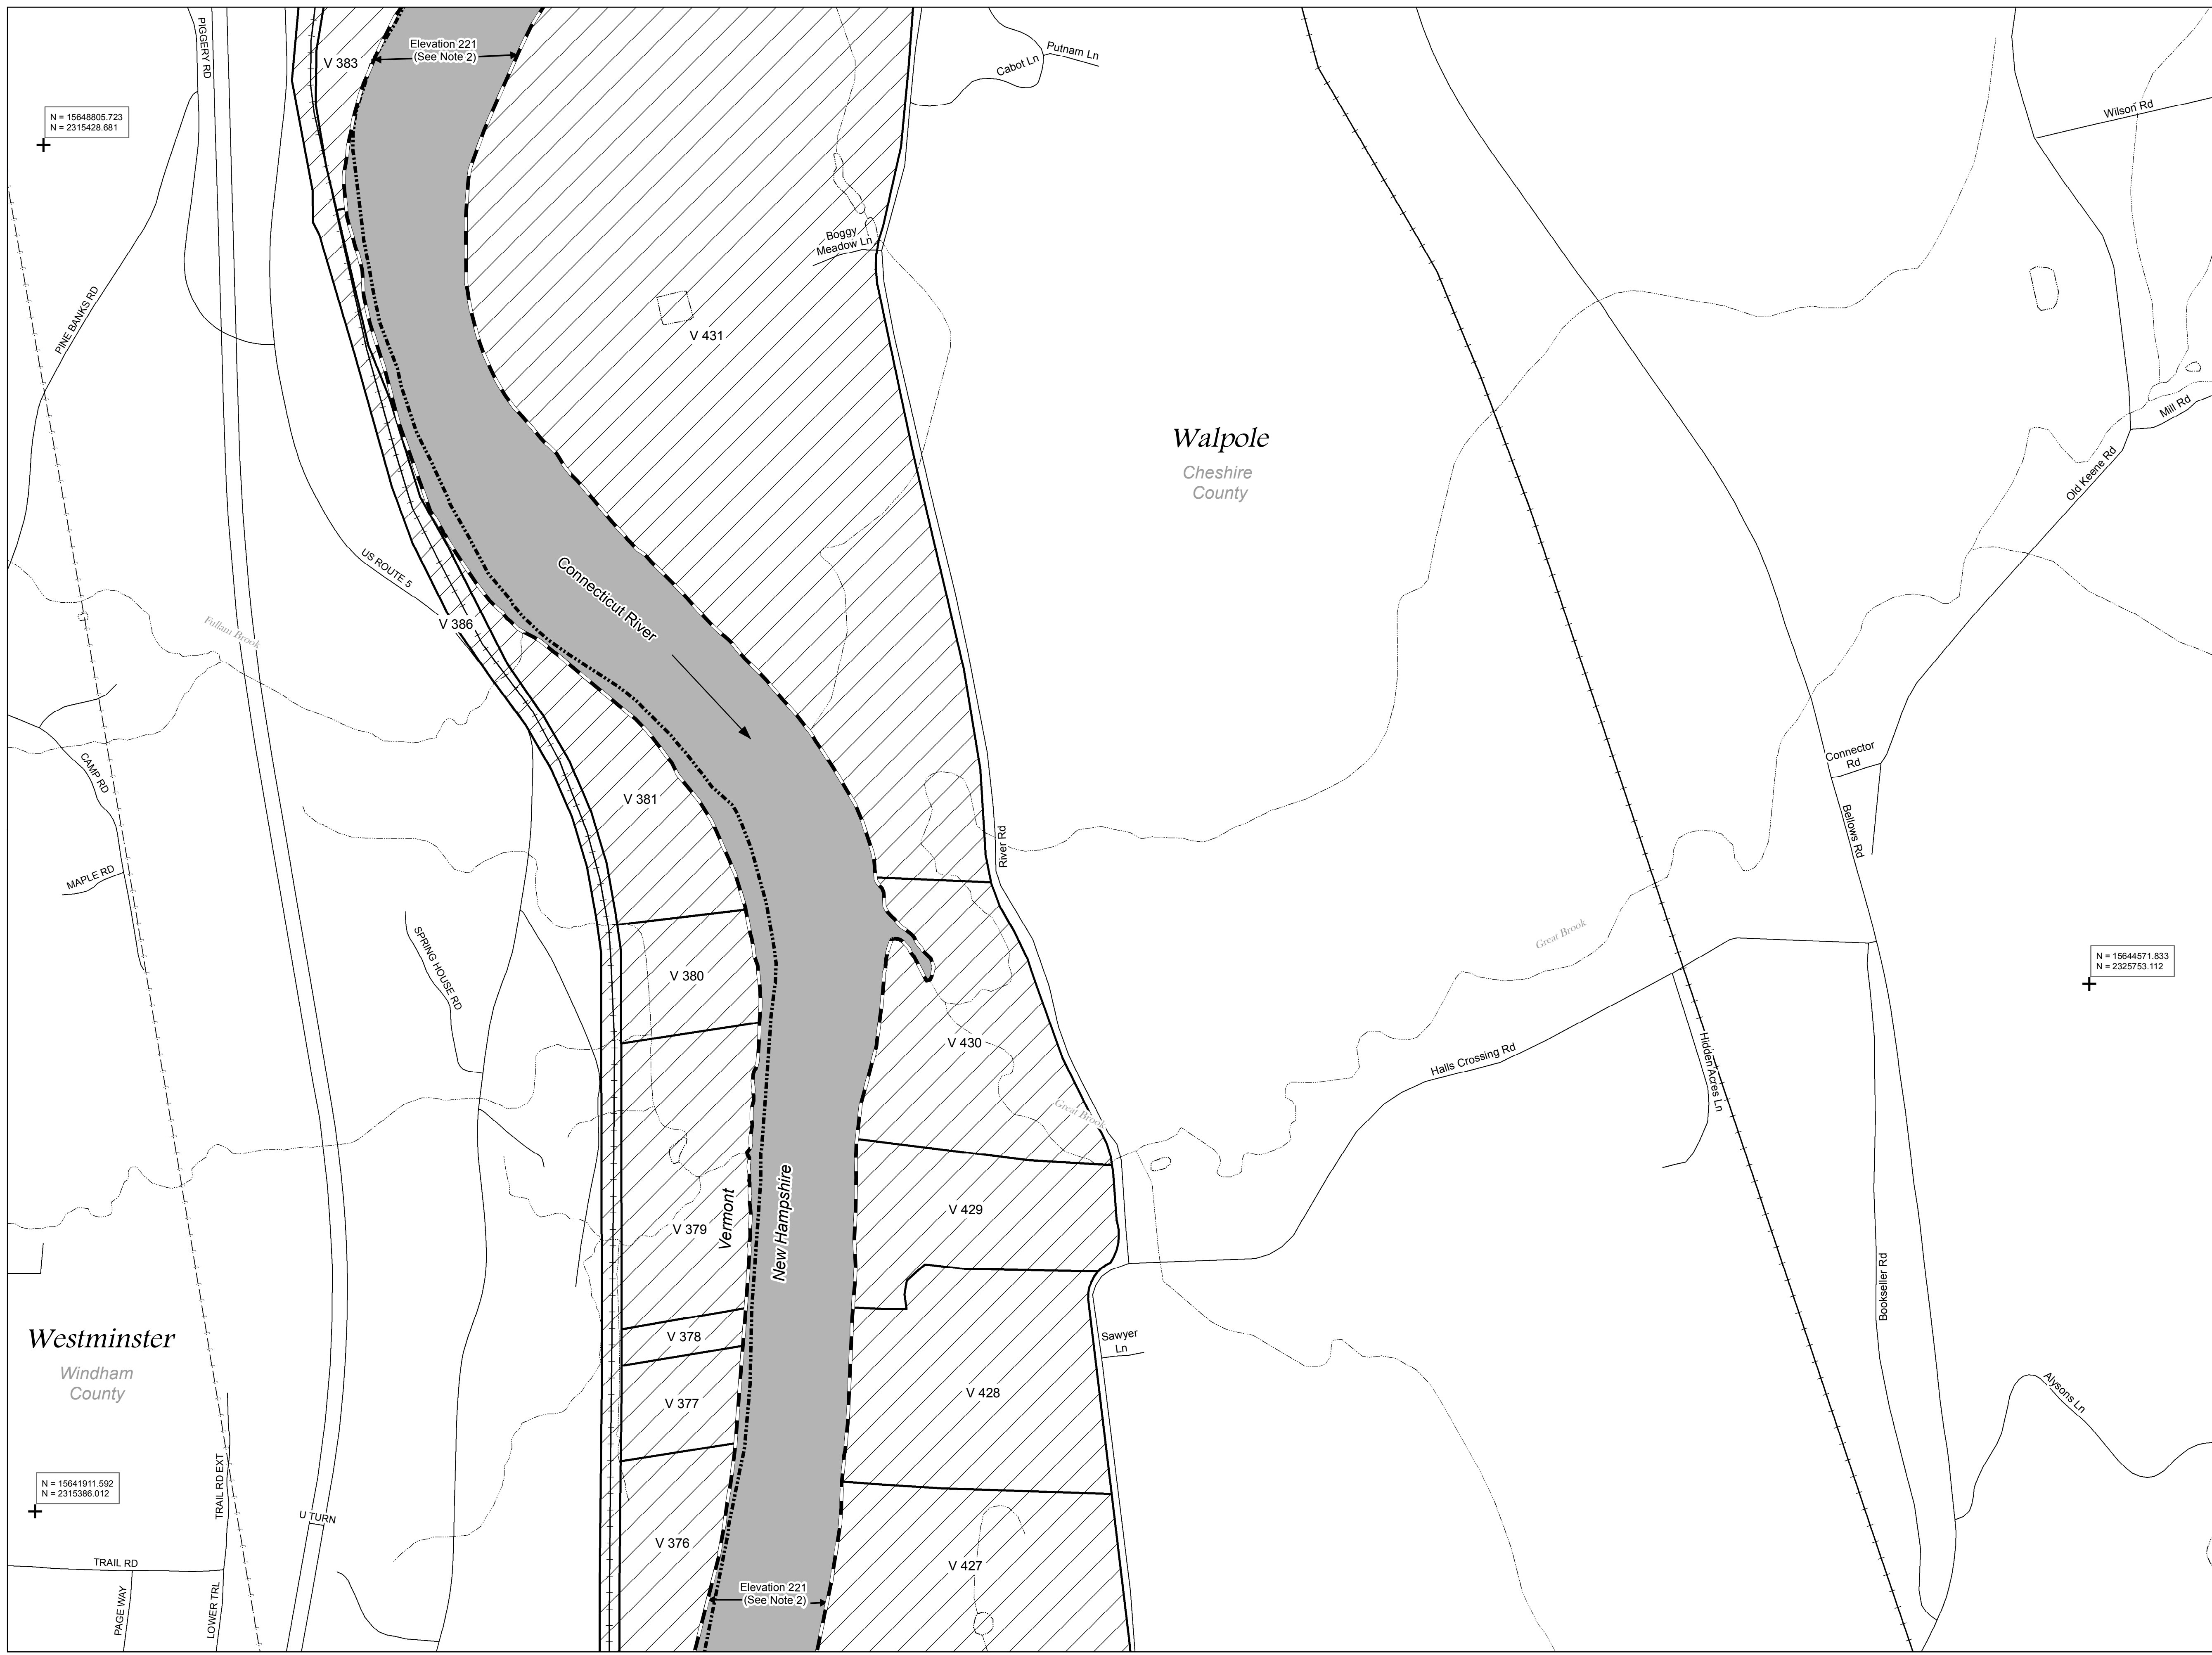 PIGGERY RD
V 383
Elevation 221
(See Note 2)
Putnam Ln
Cabot Ln
Wilson Rd
N = 15648805.723
N = 2315428.681
Boggy
Meadow Ln
PINE BANKS RD
V 431
Walpole
Cheshire
County
Mill Rd
Old Keene Rd
US ROUTE 5
Connecticut River
V 386
Fullam Brook
CAMP RD
V 381
Connector
Rd
Bellows Rd
River Rd
MAPLE RD
SPRING HOUSE RD
V 380
Great Brook
N = 15644571.833
N = 2325753.112
V 430
Halls Crossing Rd
Hidden Acres Ln
Great Brook
V 379
Vermont
New Hampshire
V 429
Bookseller Rd
Westminster
Windham
County
V 378
Sawyer
Ln
V 377
V 428
Alysons Ln
N = 15641911.592
N = 2315386.012
TRAIL RD EXT
U TURN
V 376
V 427
TRAIL RD
PAGE WAY
LOWER TRL
Elevation 221
(See Note 2)